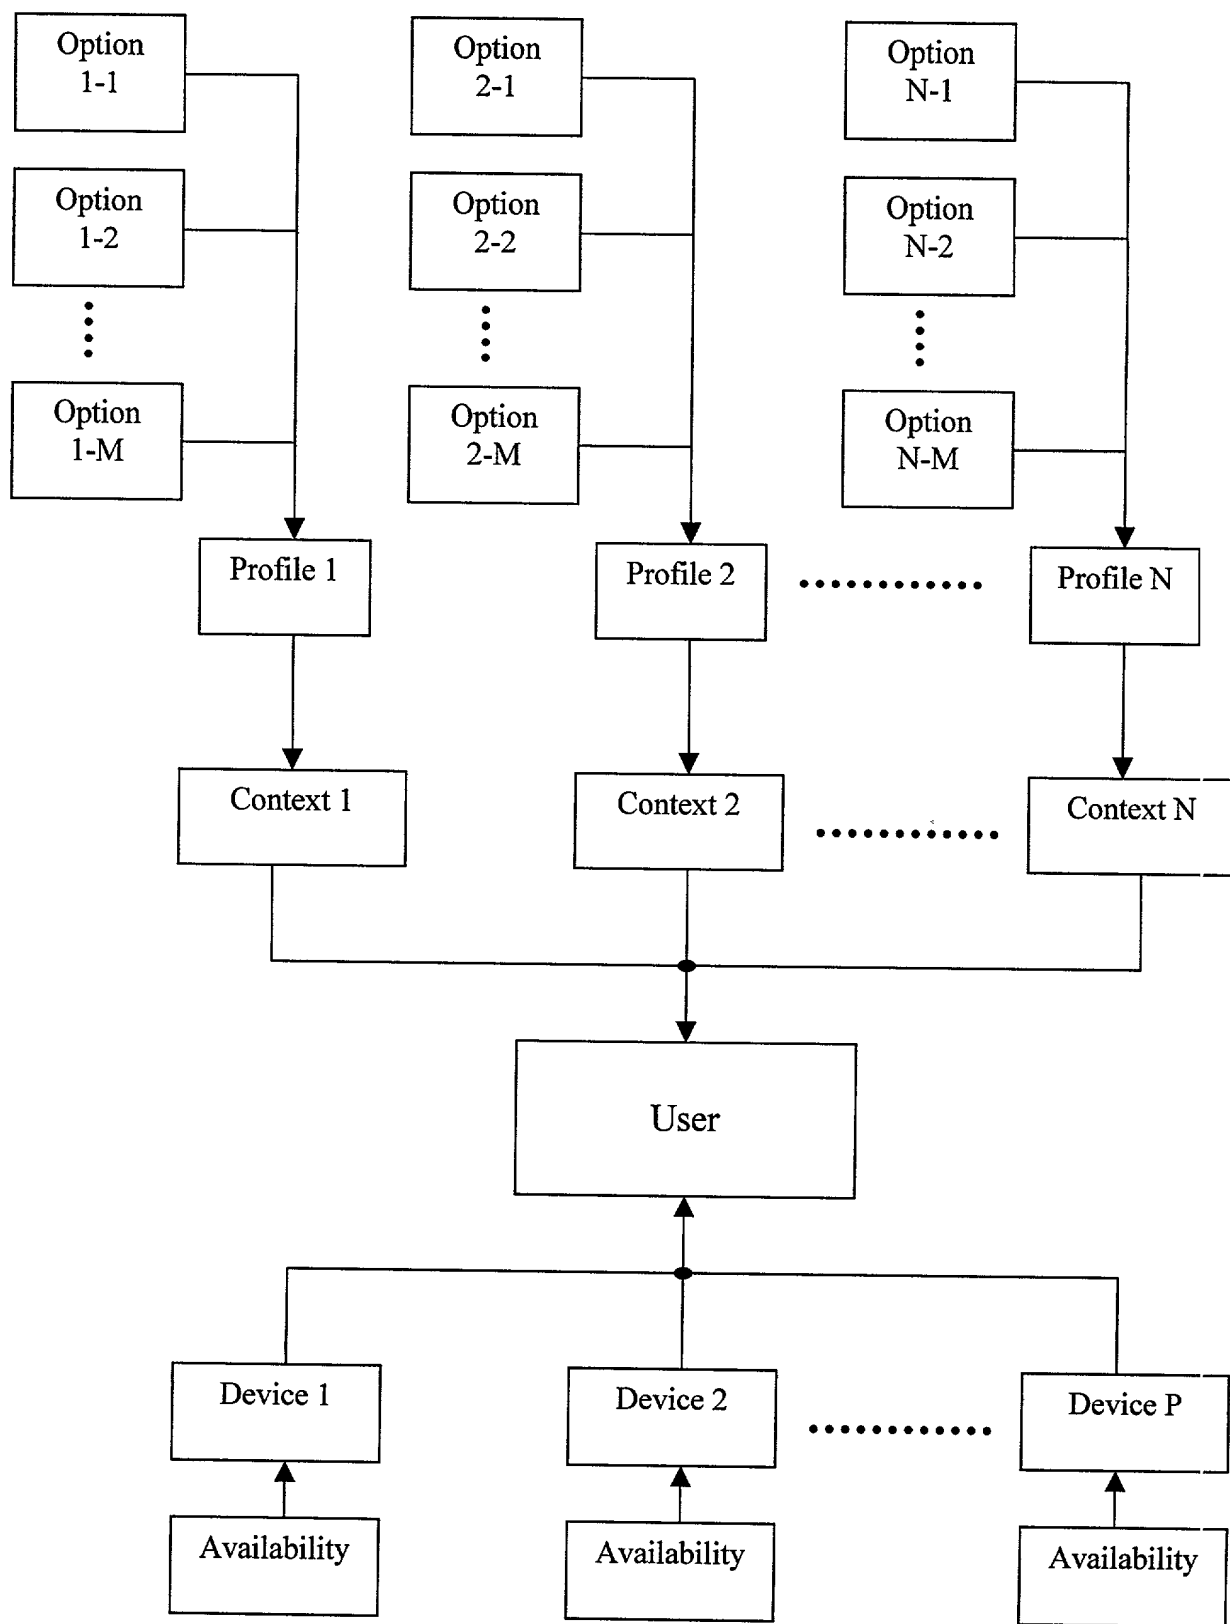 Option
1-1
Option
2-1
Option
N-1
Option
1-2
Option
2-2
Option
N-2
Option
1-M
Option
2-M
Option
N-M
Profile 1
Profile 2
Profile N
Context 1
Context 2
Context N
User
Device 1
Device 2
Device P
Availability
Availability
Availability